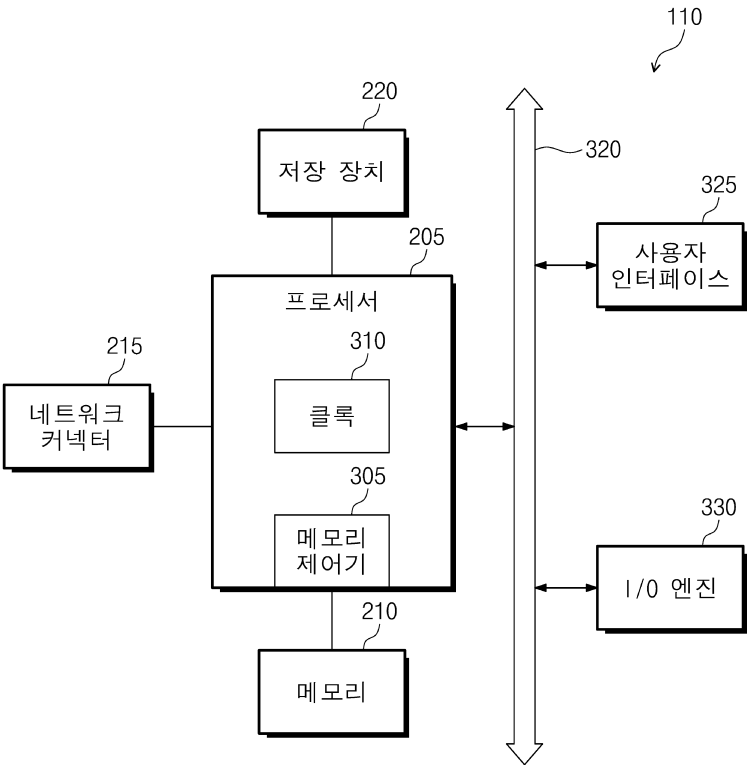 110
220
저장 장치
320
325
사용자
인터페이스
205
프로세서
310
클록
215
네트워크
커넥터
305
메모리
제어기
330
I/O 엔진
210
메모리